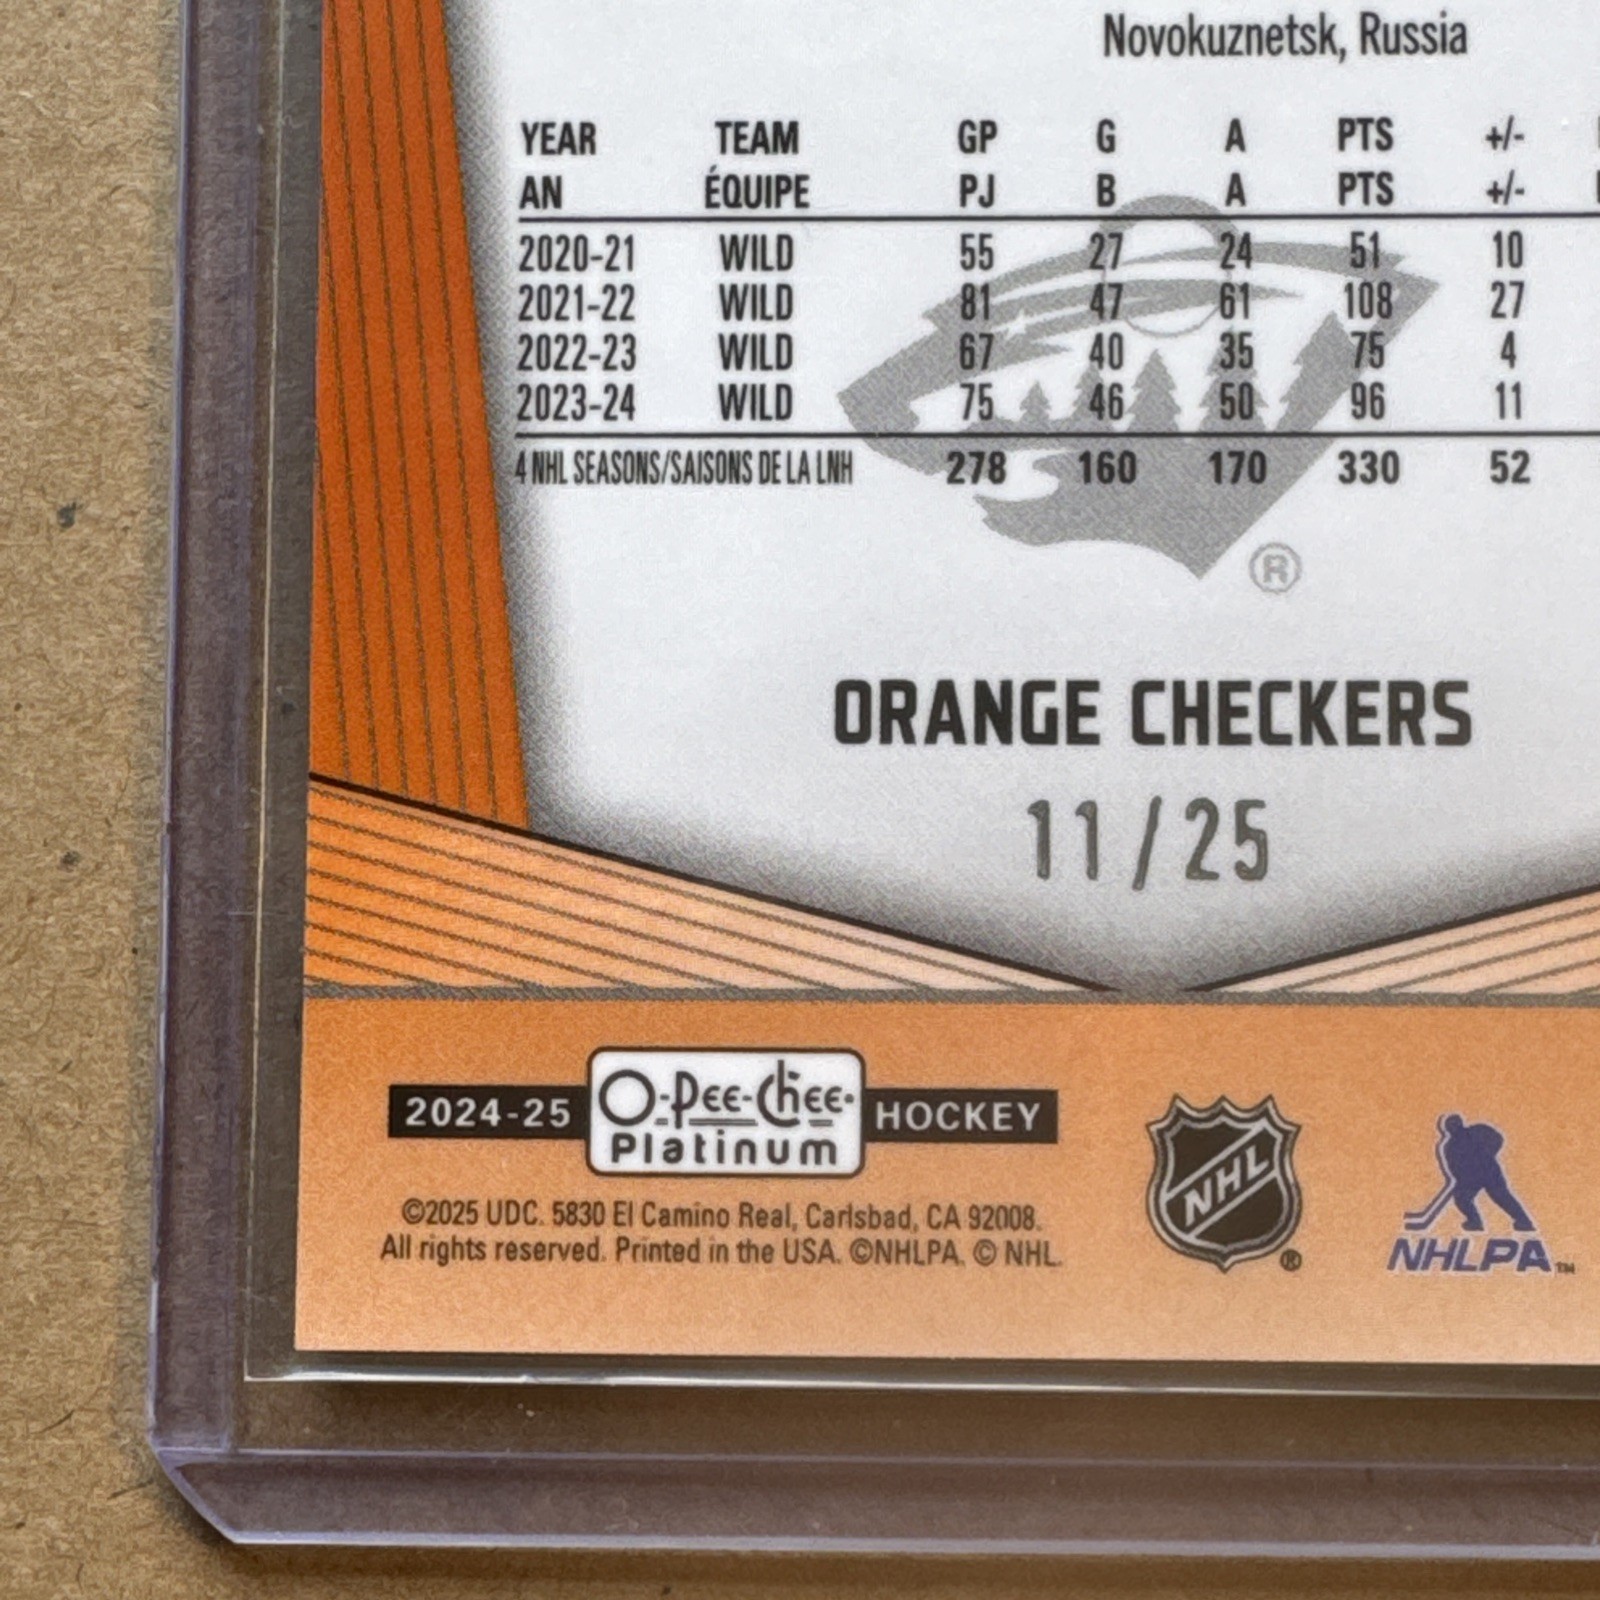 Novokuznetsk, Russia
YEAR TEAM GP G A PTS +/-
AN ÉQUIPE PJ B A PTS +/-
2020-21 WILD 55 27 24 51 10
2021-22 WILD 81 47 61 108 27
2022-23 WILD 67 40 35 75 4
2023-24 WILD 75 46 50 96 11
4 NHL SEASONS/SAISONS DE LA LNH 278 160 170 330 52
®
ORANGE CHECKERS
11/25
2024-25 O-Pee-Chee Platinum HOCKEY
NHL ®
NHLPA ™
©2025 UDC. 5830 El Camino Real, Carlsbad, CA 92008.
All rights reserved. Printed in the USA. ©NHLPA. © NHL.